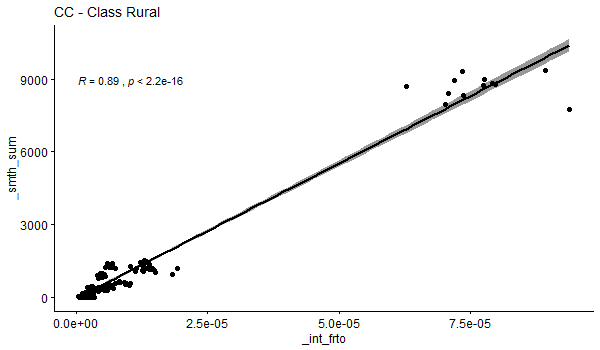 CC - Class Rural
R = 0.89 , p < 2.2e-16
9000
6000
3000
0
_smth_sum
0.0e+00 2.5e-05 5.0e-05 7.5e-05
_int_frto